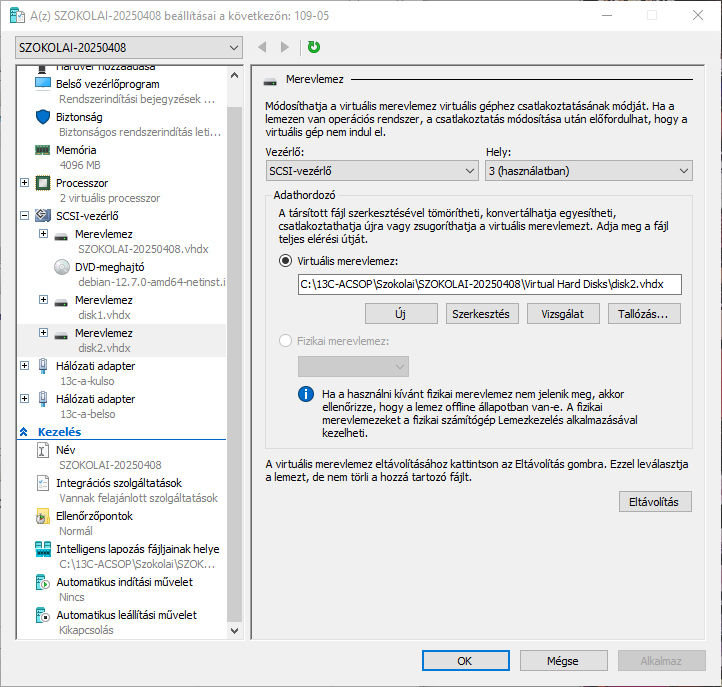 A(z) SZOKOLAI-20250408 beállításai a következőn: 109-05
SZOKOLAI-20250408
Hardver hozzáadása
Belső vezérlőprogram
Rendszerindítási bejegyzések ...
Biztonság
Biztonságos rendszerindítás leti...
Memória
4096 MB
Processzor
2 virtuális processzor
SCSI-vezérlő
Merevlemez
SZOKOLAI-20250408.vhdx
DVD-meghajtó
debian-12.7.0-amd64-netinst.i
Merevlemez
disk1.vhdx
Merevlemez
disk2.vhdx
Hálózati adapter
13c-a-kulso
Hálózati adapter
13c-a-belso
Kezelés
Név
SZOKOLAI-20250408
Integrációs szolgáltatások
Vannak felajánlott szolgáltatások
Ellenőrzőpontok
Normál
Intelligens lapozás fájljainak helye
C:\13C-ACSOP\Szokolai\SZOK...
Automatikus indítási művelet
Nincs
Automatikus leállítási művelet
Kikapcsolás
Merevlemez
Módosíthatja a virtuális merevlemez virtuális géphez csatlakoztatásának módját. Ha a
lemezen van operációs rendszer, a csatlakoztatás módosítása után előfordulhat, hogy a
virtuális gép nem indul el.
Vezérlő:
Hely:
SCSI-vezérlő
3 (használatban)
Adathordozó
A társított fájl szerkesztésével tömörítheti, konvertálhatja egyesítheti,
csatlakoztathatja újra vagy zsugoríthatja a virtuális merevlemezt. Adja meg a fájl
teljes elérési útját.
Virtuális merevlemez:
C:\13C-ACSOP\Szokolai\SZOKOLAI-20250408\Virtual Hard Disks\disk2.vhdx
Új
Szerkesztés
Vizsgálat
Tallózás...
Fizikai merevlemez:
Ha a használni kívánt fizikai merevlemez nem jelenik meg, akkor
ellenőrizze, hogy a lemez offline állapotban van-e. A fizikai
merevlemezeket a fizikai számítógép Lemezkezelés alkalmazásával
kezelheti.
A virtuális merevlemez eltávolításához kattintson az Eltávolítás gombra. Ezzel leválasztja
a lemezt, de nem törli a hozzá tartozó fájlt.
Eltávolítás
OK
Mégse
Alkalmaz